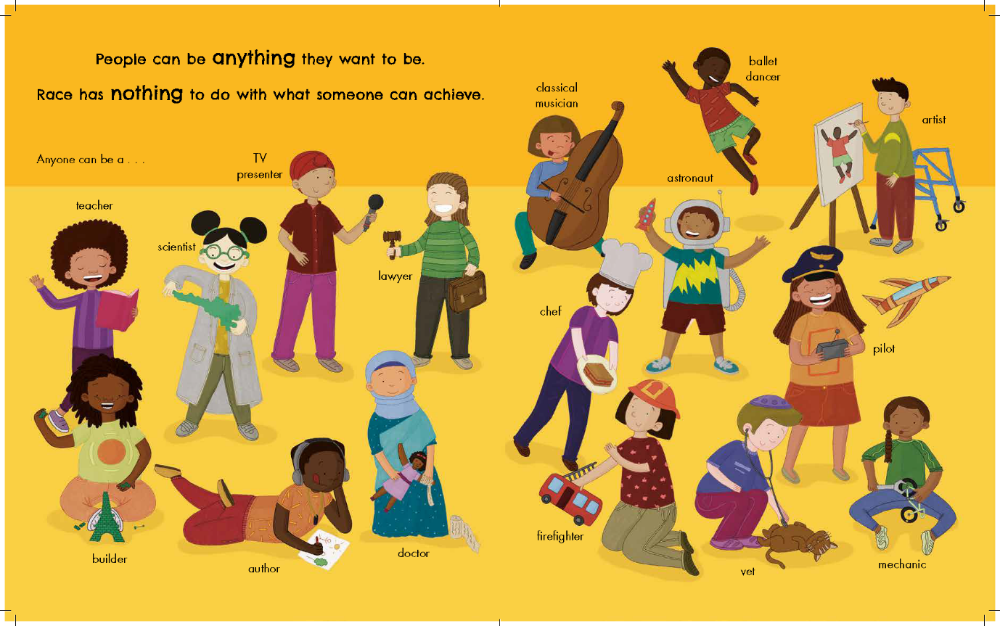 People can be anything they want to be.
Race has nothing to do with what someone can achieve.
Anyone can be a . . .
teacher
scientist
TV
presenter
lawyer
builder
author
doctor
classical
musician
ballet
dancer
artist
astronaut
chef
pilot
firefighter
vet
mechanic